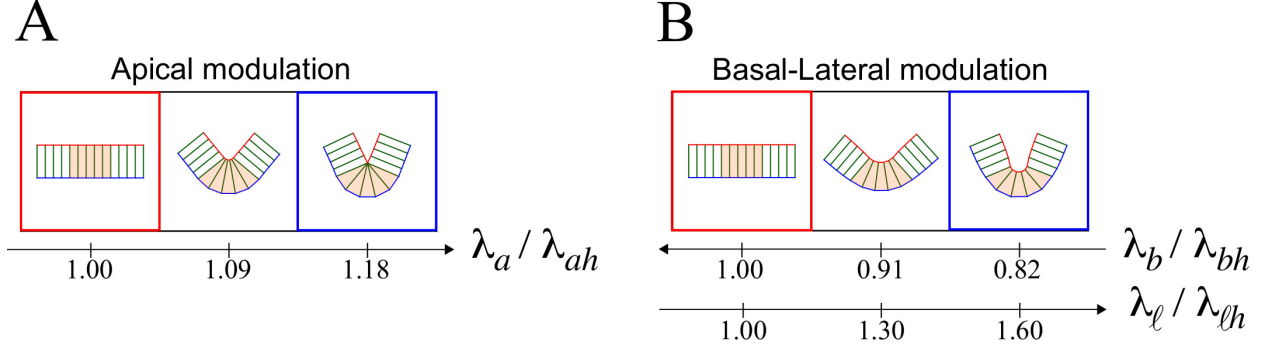 A
Apical modulation
λa / λah
1.00 1.09 1.18
B
Basal-Lateral modulation
λb / λbh
1.00 0.91 0.82
λℓ / λℓh
1.00 1.30 1.60